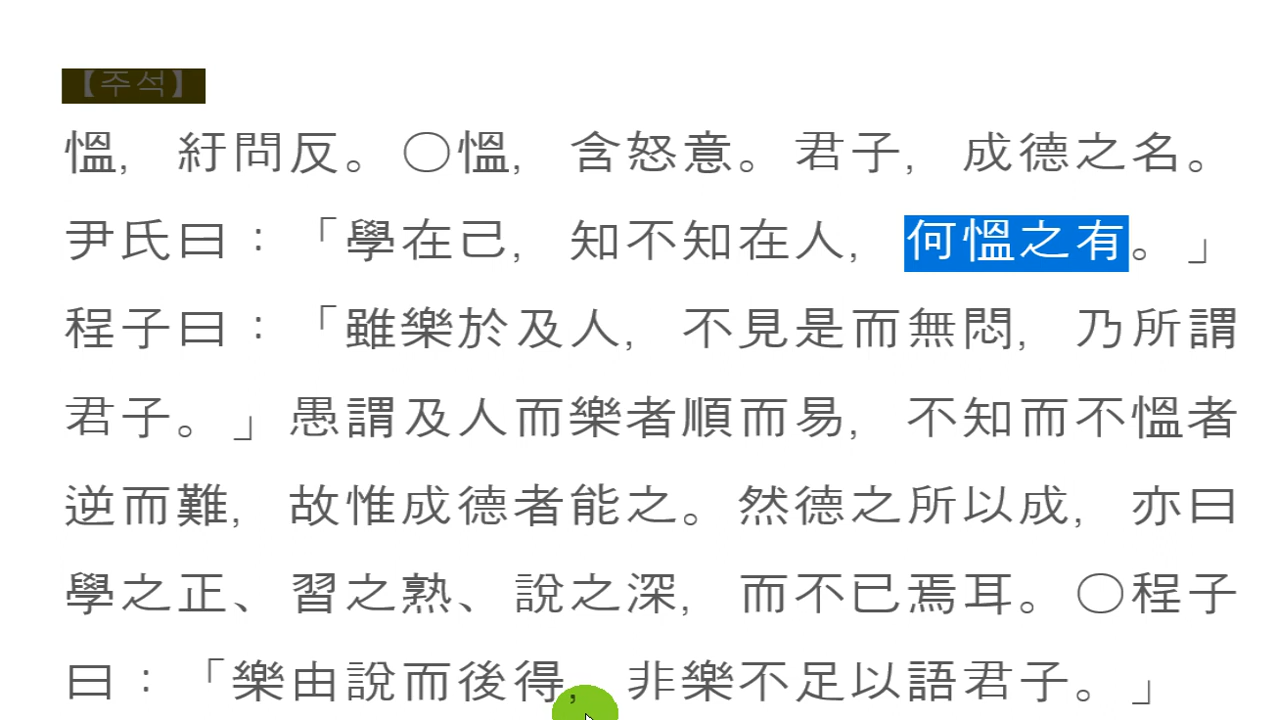 【주석】
慍, 紆問反。○慍, 含怒意。君子, 成德之名。
尹氏曰：「學在己, 知不知在人, 何慍之有。」
程子曰：「雖樂於及人, 不見是而無悶, 乃所謂
君子。」愚謂及人而樂者順而易, 不知而不慍者
逆而難, 故惟成德者能之。然德之所以成, 亦曰
學之正、習之熟、說之深, 而不已焉耳。○程子
曰：「樂由說而後得, 非樂不足以語君子。」